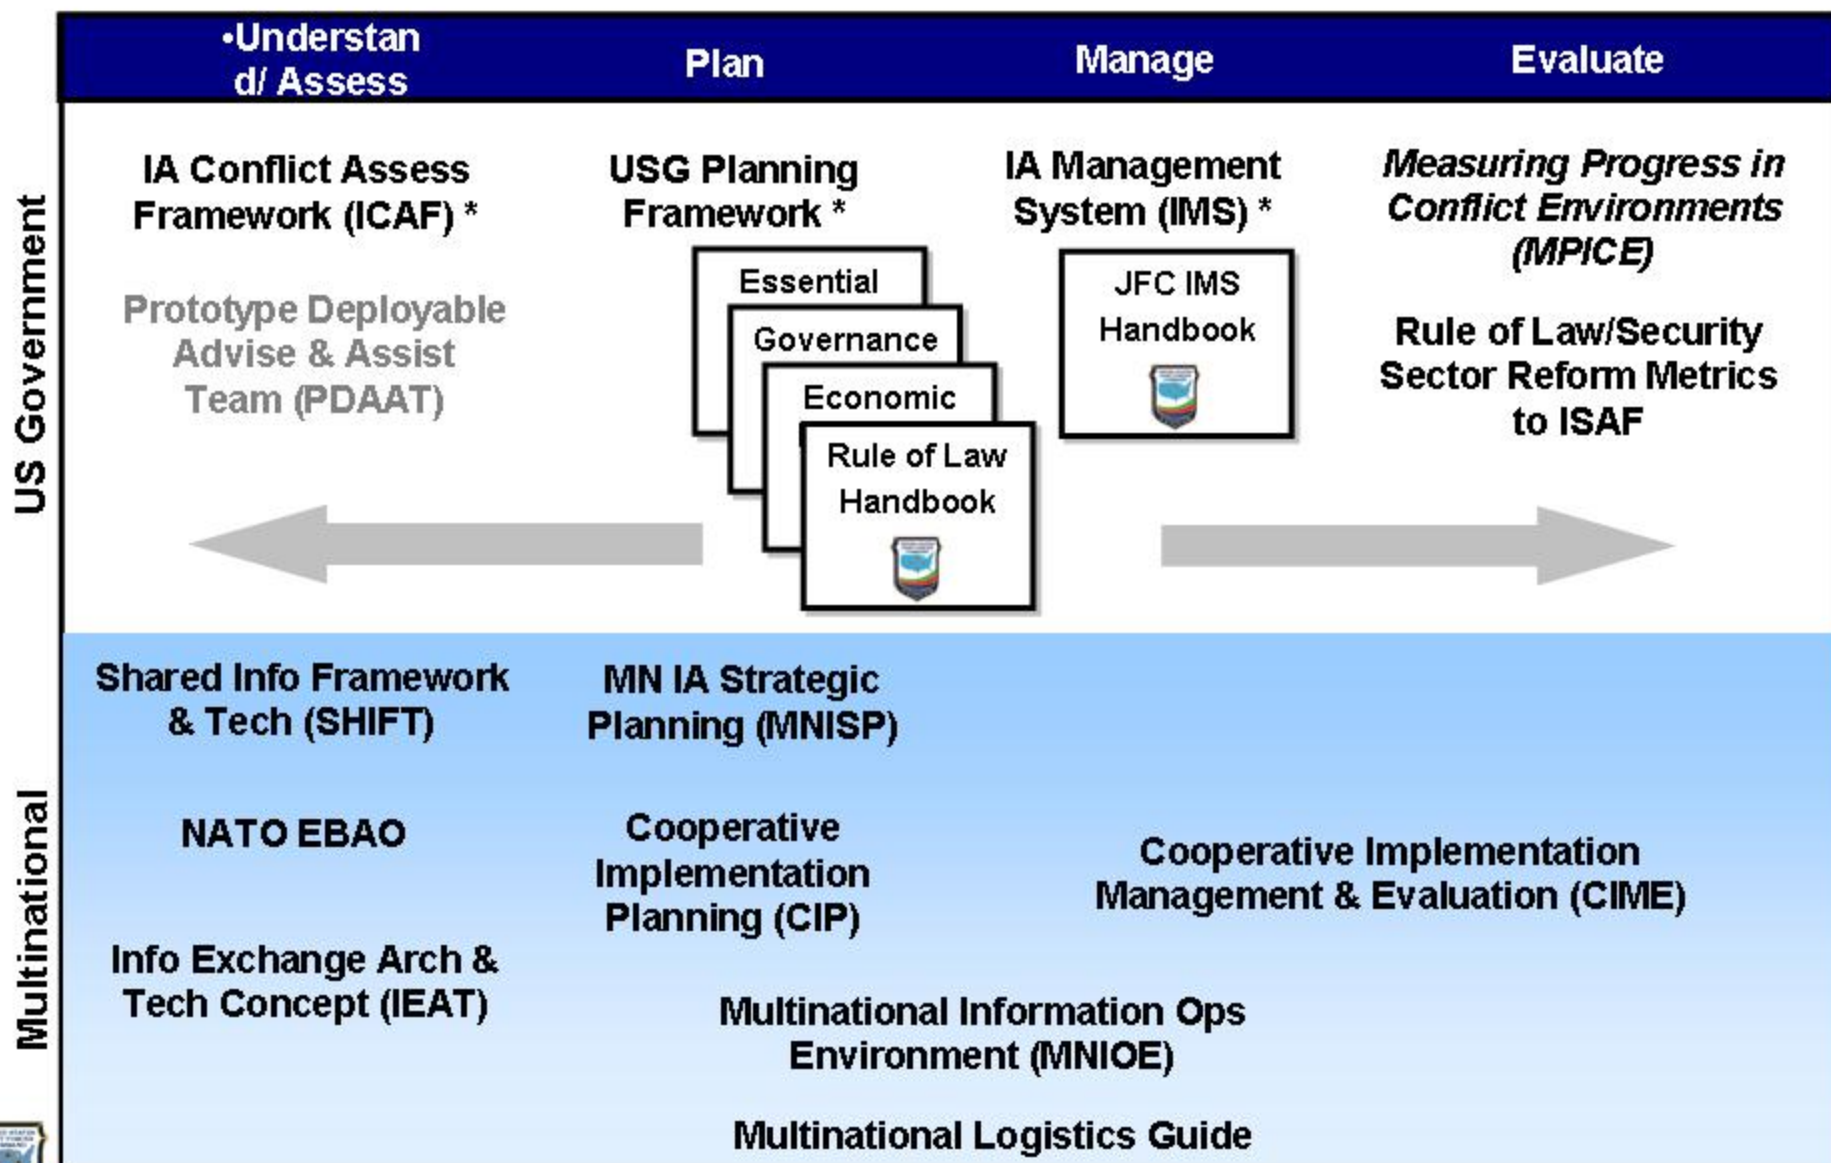 •Understan
d/ Assess
Plan
Manage
Evaluate
US Government
IA Conflict Assess
Framework (ICAF) *
Prototype Deployable
Advise & Assist
Team (PDAAT)
USG Planning
Framework *
Essential
Governance
Economic
Rule of Law
Handbook
IA Management
System (IMS) *
JFC IMS
Handbook
Measuring Progress in
Conflict Environments
(MPICE)
Rule of Law/Security
Sector Reform Metrics
to ISAF
Multinational
Shared Info Framework
& Tech (SHIFT)
NATO EBAO
Info Exchange Arch &
Tech Concept (IEAT)
MN IA Strategic
Planning (MNISP)
Cooperative
Implementation
Planning (CIP)
Cooperative Implementation
Management & Evaluation (CIME)
Multinational Information Ops
Environment (MNIOE)
Multinational Logistics Guide